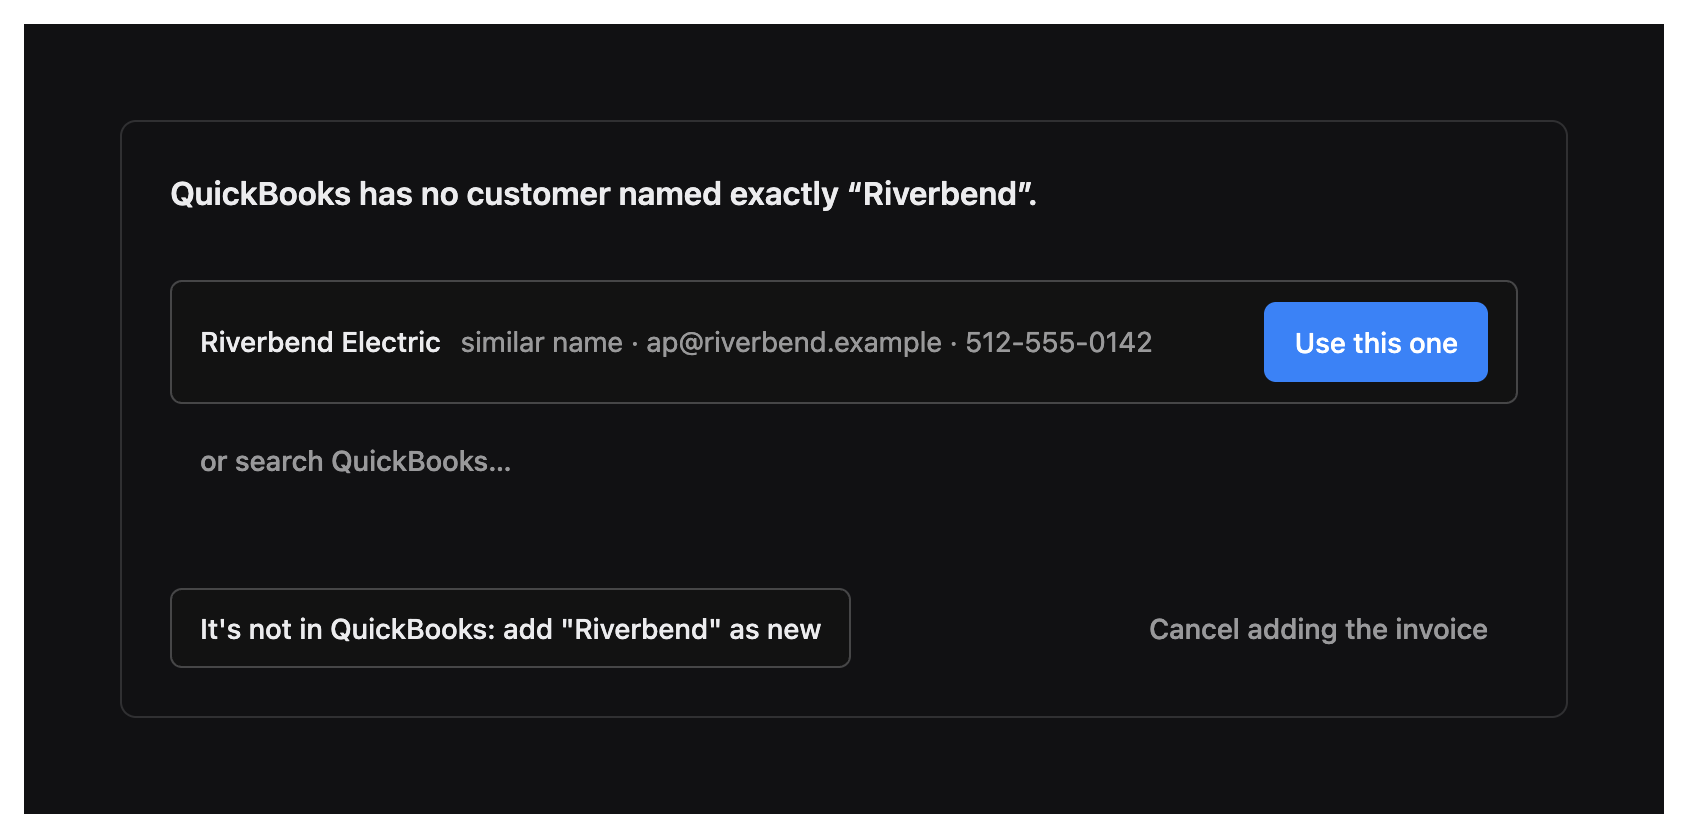 QuickBooks has no customer named exactly “Riverbend”.
Riverbend Electric similar name · ap@riverbend.example · 512-555-0142 Use this one
or search QuickBooks...
It's not in QuickBooks: add "Riverbend" as new Cancel adding the invoice